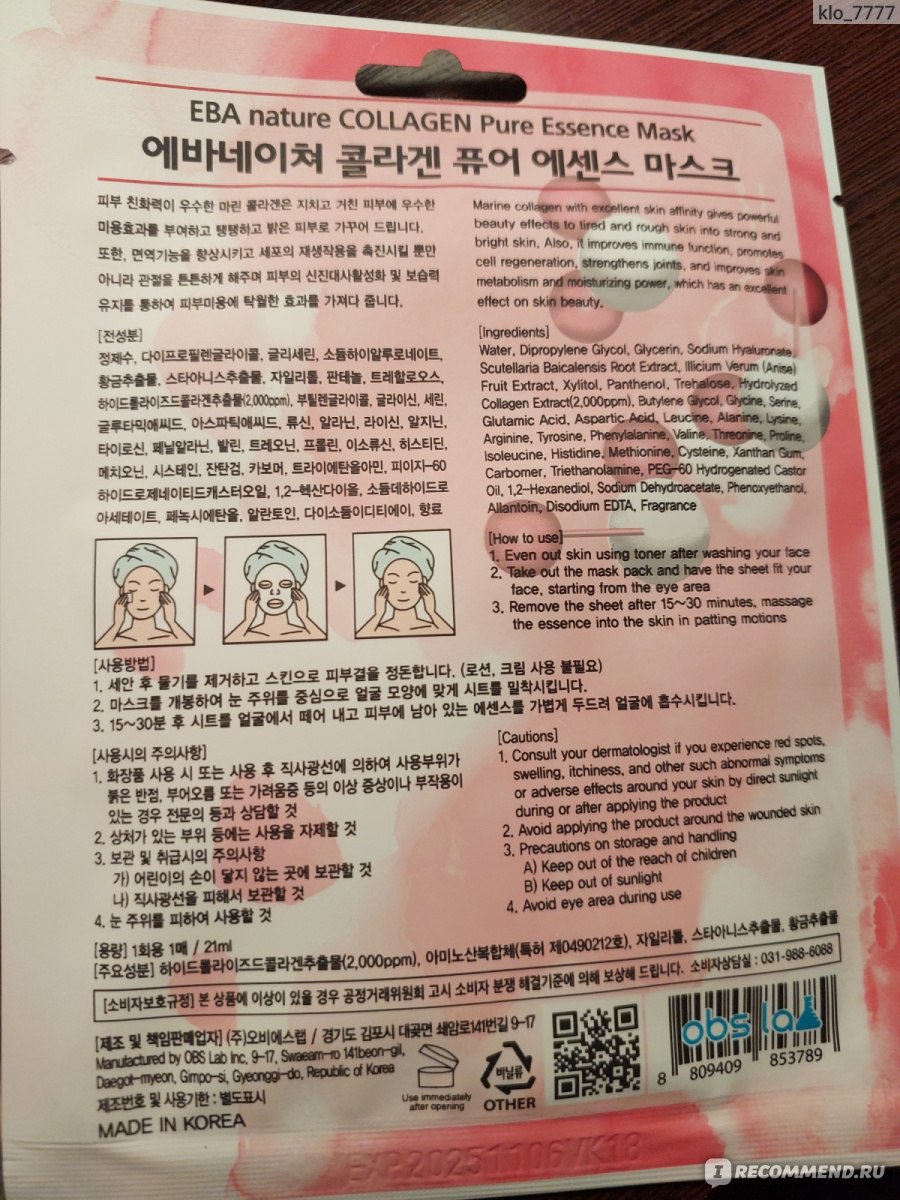 klo_7777
EBA nature COLLAGEN Pure Essence Mask
에바네이쳐 콜라겐 퓨어 에센스 마스크
피부 친화력이 우수한 마린 콜라겐은 지치고 거친 피부에 우수한
미용효과를 부여하고 탱탱하고 밝은 피부로 가꾸어 드립니다.
또한, 면역기능을 향상시키고 세포의 재생작용을 촉진시킬 뿐만
아니라 관절을 튼튼하게 해주며 피부의 신진대사활성화 및 보습력
유지를 통하여 피부미용에 탁월한 효과를 가져다 줍니다.
Marine collagen with excellent skin affinity gives powerful
beauty effects to tired and rough skin into strong and
bright skin. Also, it improves immune function, promotes
cell regeneration, strengthens joints, and improves skin
metabolism and moisturizing power, which has an excellent
effect on skin beauty.
[전성분]
정제수, 다이프로필렌글라이콜, 글리세린, 소듐하이알루로네이트,
황금추출물, 스타아니스추출물, 자일리톨, 판테놀, 트레할로오스,
하이드롤라이즈드콜라겐추출물(2,000ppm), 부틸렌글라이콜, 글라이신, 세린,
글루타믹애씨드, 아스파틱애씨드, 류신, 알라닌, 라이신, 알지닌,
타이로신, 페닐알라닌, 발린, 트레오닌, 프롤린, 이소류신, 히스티딘,
메치오닌, 시스테인, 잔탄검, 카보머, 트라이에탄올아민, 피이지-60
하이드로제네이티드캐스터오일, 1,2-헥산다이올, 소듐데하이드로
아세테이트, 페녹시에탄올, 알란토인, 다이소듐이디티에이, 향료
[Ingredients]
Water, Dipropylene Glycol, Glycerin, Sodium Hyaluronate,
Scutellaria Baicalensis Root Extract, Illicium Verum (Anise)
Fruit Extract, Xylitol, Panthenol, Trehalose, Hydrolyzed
Collagen Extract(2,000ppm), Butylene Glycol, Glycine, Serine,
Glutamic Acid, Aspartic Acid, Leucine, Alanine, Lysine,
Arginine, Tyrosine, Phenylalanine, Valine, Threonine, Proline,
Isoleucine, Histidine, Methionine, Cysteine, Xanthan Gum,
Carbomer, Triethanolamine, PEG-60 Hydrogenated Castor
Oil, 1,2-Hexanediol, Sodium Dehydroacetate, Phenoxyethanol,
Allantoin, Disodium EDTA, Fragrance
[How to use]
1. Even out skin using toner after washing your face
2. Take out the mask pack and have the sheet fit your
face, starting from the eye area
3. Remove the sheet after 15~30 minutes, massage
the essence into the skin in patting motions
[사용방법]
1. 세안 후 물기를 제거하고 스킨으로 피부결을 정돈합니다. (로션, 크림 사용 불필요)
2. 마스크를 개봉하여 눈 주위를 중심으로 얼굴 모양에 맞게 시트를 밀착시킵니다.
3. 15~30분 후 시트를 얼굴에서 떼어 내고 피부에 남아 있는 에센스를 가볍게 두드려 얼굴에 흡수시킵니다.
[사용시의 주의사항]
1. 화장품 사용 시 또는 사용 후 직사광선에 의하여 사용부위가
붉은 반점, 부어오름 또는 가려움증 등의 이상 증상이나 부작용이
있는 경우 전문의 등과 상담할 것
2. 상처가 있는 부위 등에는 사용을 자제할 것
3. 보관 및 취급시의 주의사항
가) 어린이의 손이 닿지 않는 곳에 보관할 것
나) 직사광선을 피해서 보관할 것
4. 눈 주위를 피하여 사용할 것
[Cautions]
1. Consult your dermatologist if you experience red spots,
swelling, itchiness, and other such abnormal symptoms
or adverse effects around your skin by direct sunlight
during or after applying the product
2. Avoid applying the product around the wounded skin
3. Precautions on storage and handling
A) Keep out of the reach of children
B) Keep out of sunlight
4. Avoid eye area during use
[용량] 1회용 1매 / 21ml
[주요성분] 하이드롤라이즈드콜라겐추출물(2,000ppm), 아미노산복합체(특허 제0490212호), 자일리톨, 스타아니스추출물, 황금추출물
[소비자보호규정] 본 상품에 이상이 있을 경우 공정거래위원회 고시 소비자 분쟁 해결기준에 의해 보상해 드립니다. 소비자상담실 : 031-988-6088
[제조 및 책임판매업자] (주)오비에스랩 / 경기도 김포시 대곶면 쇄암로141번길 9-17
Manufactured by OBS Lab Inc, 9-17, Swaeam-ro 141beon-gil,
Daegot-myeon, Gimpo-si, Gyeonggi-do, Republic of Korea
제조번호 및 사용기한 : 별도표시
MADE IN KOREA
Use immediately
after opening
비닐류
OTHER
obs lab
8 809409 853789
EXP20251106VK18
IRECOMMEND.RU